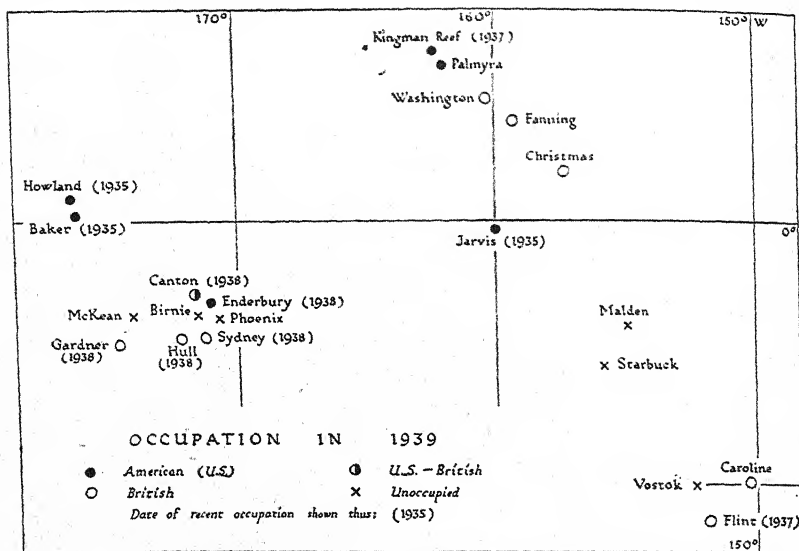 170°
160°
150° W
Kingman Reef (1937)
Palmyra
Washington
Fanning
Christmas
Howland (1935)
Baker (1935)
Jarvis (1935)
0°
Canton (1938)
Enderbury (1938)
McKean
Birnie
Phoenix
Gardner
(1938)
Hull
(1938)
Sydney (1938)
Malden
Starbuck
OCCUPATION IN 1939
American (U.S.)
U.S. – British
British
Unoccupied
Date of recent occupation shown thus: (1935)
Caroline
Vostok
Flint (1937)
150°